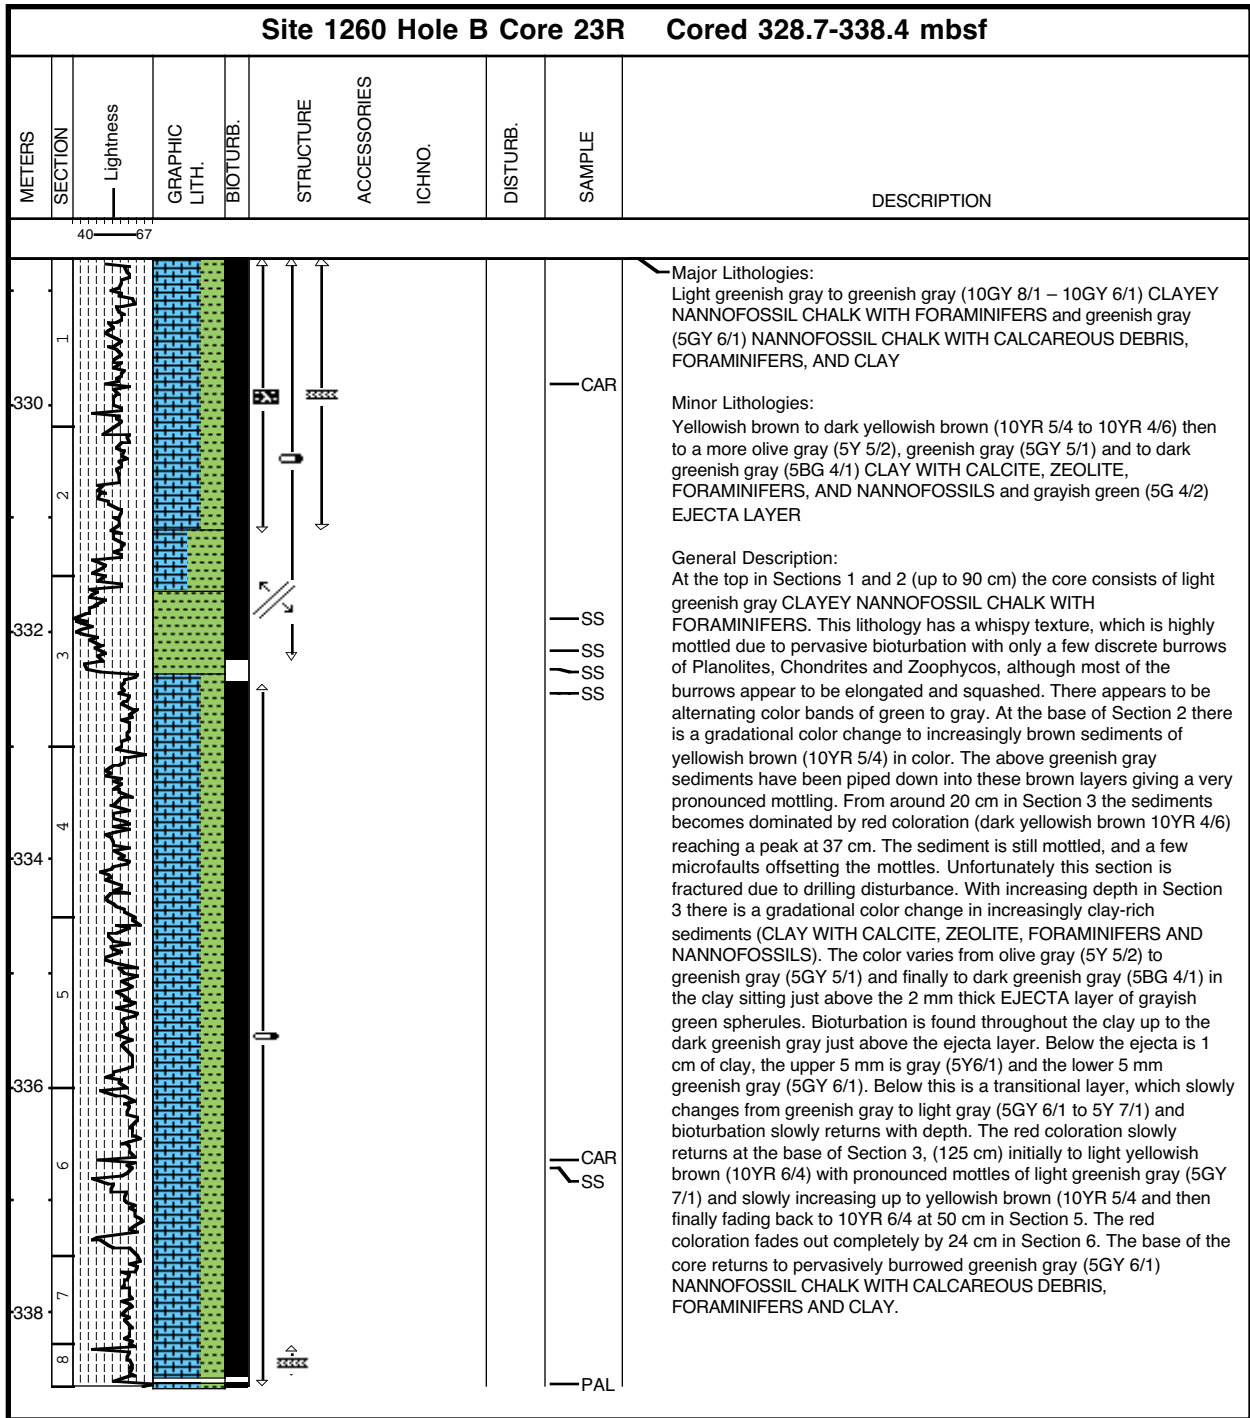 Site 1260 Hole B Core 23R Cored 328.7-338.4 mbsf
METERS
SECTION
Lightness
GRAPHIC
LITH.
BIOTURB.
STRUCTURE
ACCESSORIES
ICHNO.
DISTURB.
SAMPLE
DESCRIPTION
40 67
1
330
2
332
3
4
334
5
336
6
7
338
8
CAR
SS
SS
SS
SS
CAR
SS
PAL
Major Lithologies:
Light greenish gray to greenish gray (10GY 8/1 – 10GY 6/1) CLAYEY
NANNOFOSSIL CHALK WITH FORAMINIFERS and greenish gray
(5GY 6/1) NANNOFOSSIL CHALK WITH CALCAREOUS DEBRIS,
FORAMINIFERS, AND CLAY
Minor Lithologies:
Yellowish brown to dark yellowish brown (10YR 5/4 to 10YR 4/6) then
to a more olive gray (5Y 5/2), greenish gray (5GY 5/1) and to dark
greenish gray (5BG 4/1) CLAY WITH CALCITE, ZEOLITE,
FORAMINIFERS, AND NANNOFOSSILS and grayish green (5G 4/2)
EJECTA LAYER
General Description:
At the top in Sections 1 and 2 (up to 90 cm) the core consists of light
greenish gray CLAYEY NANNOFOSSIL CHALK WITH
FORAMINIFERS. This lithology has a whispy texture, which is highly
mottled due to pervasive bioturbation with only a few discrete burrows
of Planolites, Chondrites and Zoophycos, although most of the
burrows appear to be elongated and squashed. There appears to be
alternating color bands of green to gray. At the base of Section 2 there
is a gradational color change to increasingly brown sediments of
yellowish brown (10YR 5/4) in color. The above greenish gray
sediments have been piped down into these brown layers giving a very
pronounced mottling. From around 20 cm in Section 3 the sediments
becomes dominated by red coloration (dark yellowish brown 10YR 4/6)
reaching a peak at 37 cm. The sediment is still mottled, and a few
microfaults offsetting the mottles. Unfortunately this section is
fractured due to drilling disturbance. With increasing depth in Section
3 there is a gradational color change in increasingly clay-rich
sediments (CLAY WITH CALCITE, ZEOLITE, FORAMINIFERS AND
NANNOFOSSILS). The color varies from olive gray (5Y 5/2) to
greenish gray (5GY 5/1) and finally to dark greenish gray (5BG 4/1) in
the clay sitting just above the 2 mm thick EJECTA layer of grayish
green spherules. Bioturbation is found throughout the clay up to the
dark greenish gray just above the ejecta layer. Below the ejecta is 1
cm of clay, the upper 5 mm is gray (5Y6/1) and the lower 5 mm
greenish gray (5GY 6/1). Below this is a transitional layer, which slowly
changes from greenish gray to light gray (5GY 6/1 to 5Y 7/1) and
bioturbation slowly returns with depth. The red coloration slowly
returns at the base of Section 3, (125 cm) initially to light yellowish
brown (10YR 6/4) with pronounced mottles of light greenish gray (5GY
7/1) and slowly increasing up to yellowish brown (10YR 5/4 and then
finally fading back to 10YR 6/4 at 50 cm in Section 5. The red
coloration fades out completely by 24 cm in Section 6. The base of the
core returns to pervasively burrowed greenish gray (5GY 6/1)
NANNOFOSSIL CHALK WITH CALCAREOUS DEBRIS,
FORAMINIFERS AND CLAY.